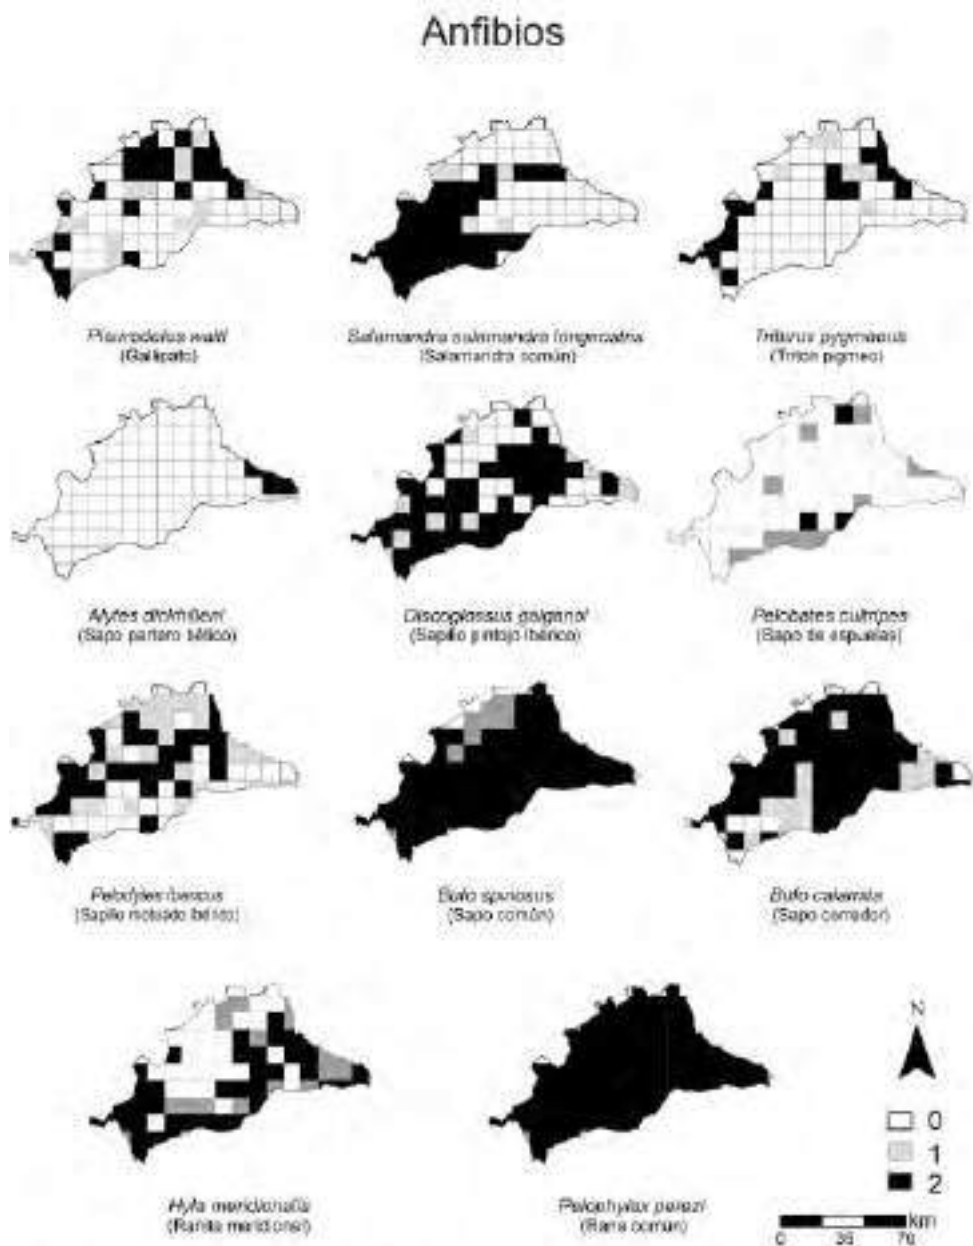 Anfibios
Pleurodeles waltl
(Gallipato)
Salamandra salamandra longirostris
(Salamandra común)
Triturus pygmaeus
(Tritón pigmeo)
Alytes dickhilleni
(Sapo partero bético)
Discoglossus galganoi
(Sapillo pintojo ibérico)
Pelobates cultripes
(Sapo de espuelas)
Pelodytes ibericus
(Sapillo moteado ibérico)
Bufo spinosus
(Sapo común)
Bufo calamita
(Sapo corredor)
Hyla meridionalis
(Ranita meridional)
Pelophylax perezi
(Rana común)
N
0
1
2
km
0 35 70